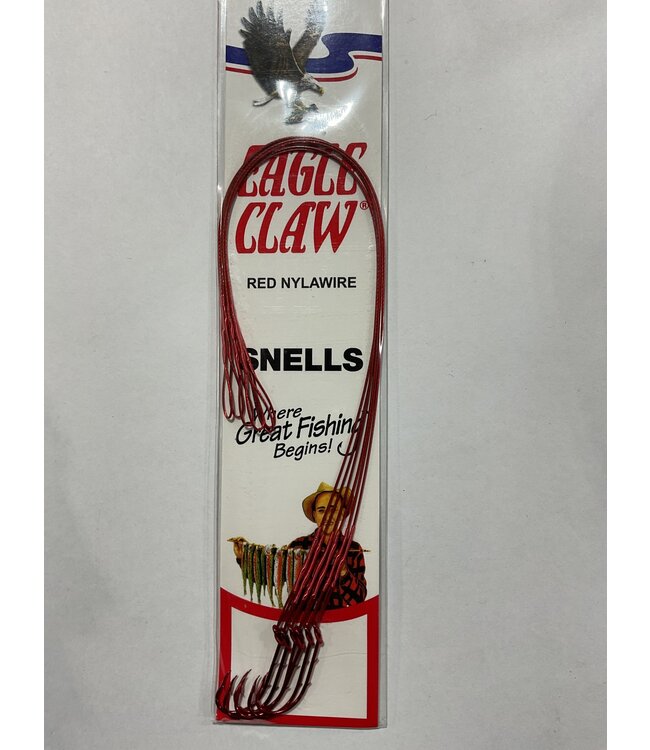 EAGLE
CLAW®
RED NYLAWIRE
SNELLS
Where
Great Fishing
Begins!